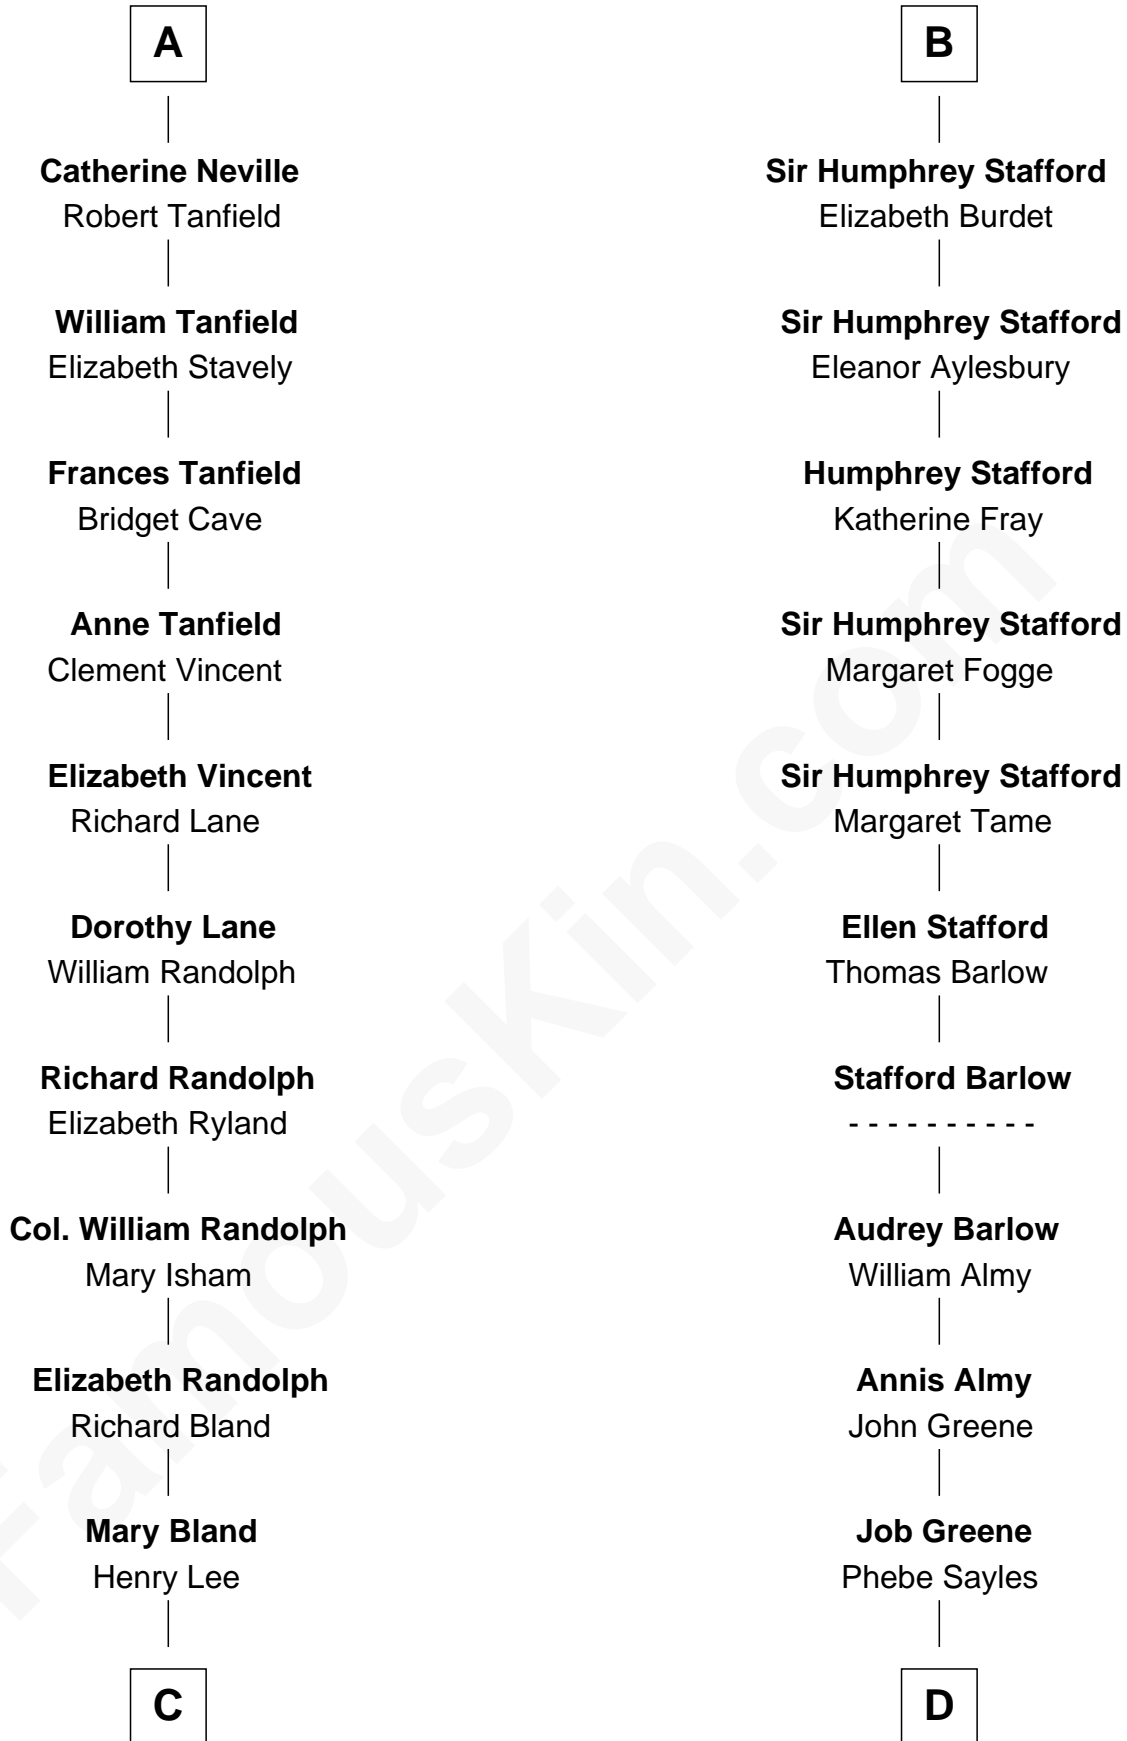 A
Catherine Neville
Robert Tanfield
William Tanfield
Elizabeth Stavely
Frances Tanfield
Bridget Cave
Anne Tanfield
Clement Vincent
Elizabeth Vincent
Richard Lane
Dorothy Lane
William Randolph
Richard Randolph
Elizabeth Ryland
Col. William Randolph
Mary Isham
Elizabeth Randolph
Richard Bland
Mary Bland
Henry Lee
C
B
Sir Humphrey Stafford
Elizabeth Burdet
Sir Humphrey Stafford
Eleanor Aylesbury
Humphrey Stafford
Katherine Fray
Sir Humphrey Stafford
Margaret Fogge
Sir Humphrey Stafford
Margaret Tame
Ellen Stafford
Thomas Barlow
Stafford Barlow
- - - - - - - - - -
Audrey Barlow
William Almy
Annis Almy
John Greene
Job Greene
Phebe Sayles
D
FamousKin.com